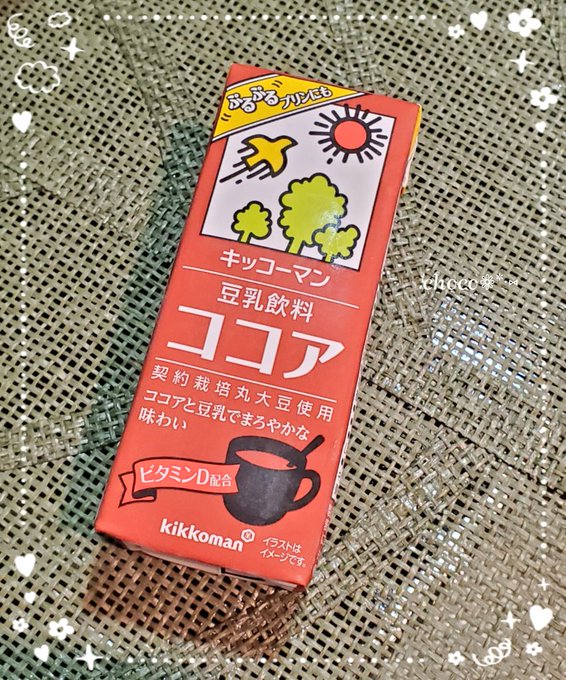 ぷるぷるプリンにも
キッコーマン
豆乳飲料
ココア
契約栽培丸大豆使用
ココアと豆乳でまろやかな
味わい
ビタミンD配合
kikkoman
イラストは
イメージです。
choco